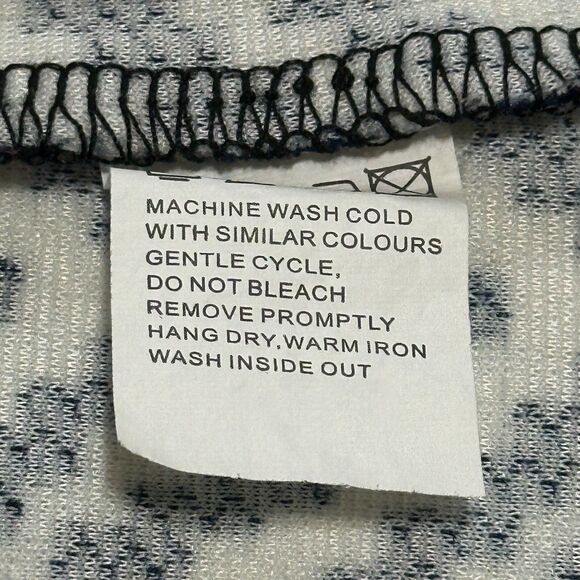 MACHINE WASH COLD
WITH SIMILAR COLOURS
GENTLE CYCLE,
DO NOT BLEACH
REMOVE PROMPTLY
HANG DRY,WARM IRON
WASH INSIDE OUT